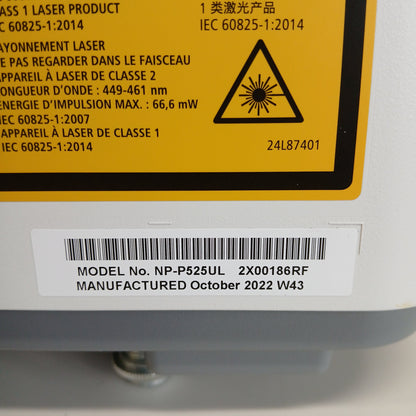 ASS 1 LASER PRODUCT
C 60825-1:2014
1 类激光产品
IEC 60825-1:2014
AYONNEMENT LASER
E PAS REGARDER DANS LE FAISCEAU
APPAREIL À LASER DE CLASSE 2
ONGUEUR D'ONDE : 449-461 nm
ENERGIE D'IMPULSION MAX. : 66,6 mW
IEC 60825-1:2007
APPAREIL À LASER DE CLASSE 1
IEC 60825-1:2014
24L87401
MODEL No. NP-P525UL 2X00186RF
MANUFACTURED October 2022 W43